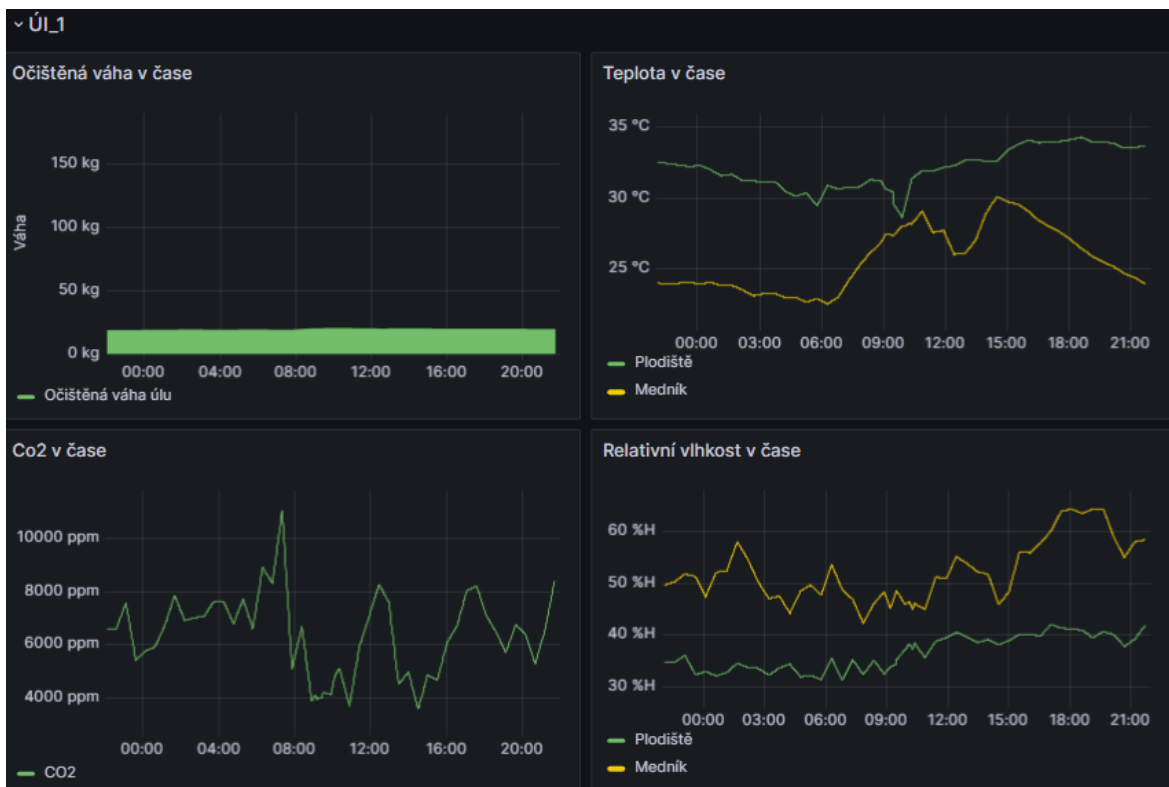 Úl_1
Očištěná váha v čase
Váha
150 kg
100 kg
50 kg
0 kg
00:00 04:00 08:00 12:00 16:00 20:00
Očištěná váha úlu
Teplota v čase
35 °C
30 °C
25 °C
00:00 03:00 06:00 09:00 12:00 15:00 18:00 21:00
Plodiště
Medník
Co2 v čase
10000 ppm
8000 ppm
6000 ppm
4000 ppm
00:00 04:00 08:00 12:00 16:00 20:00
CO2
Relativní vlhkost v čase
60 %H
50 %H
40 %H
30 %H
00:00 03:00 06:00 09:00 12:00 15:00 18:00 21:00
Plodiště
Medník